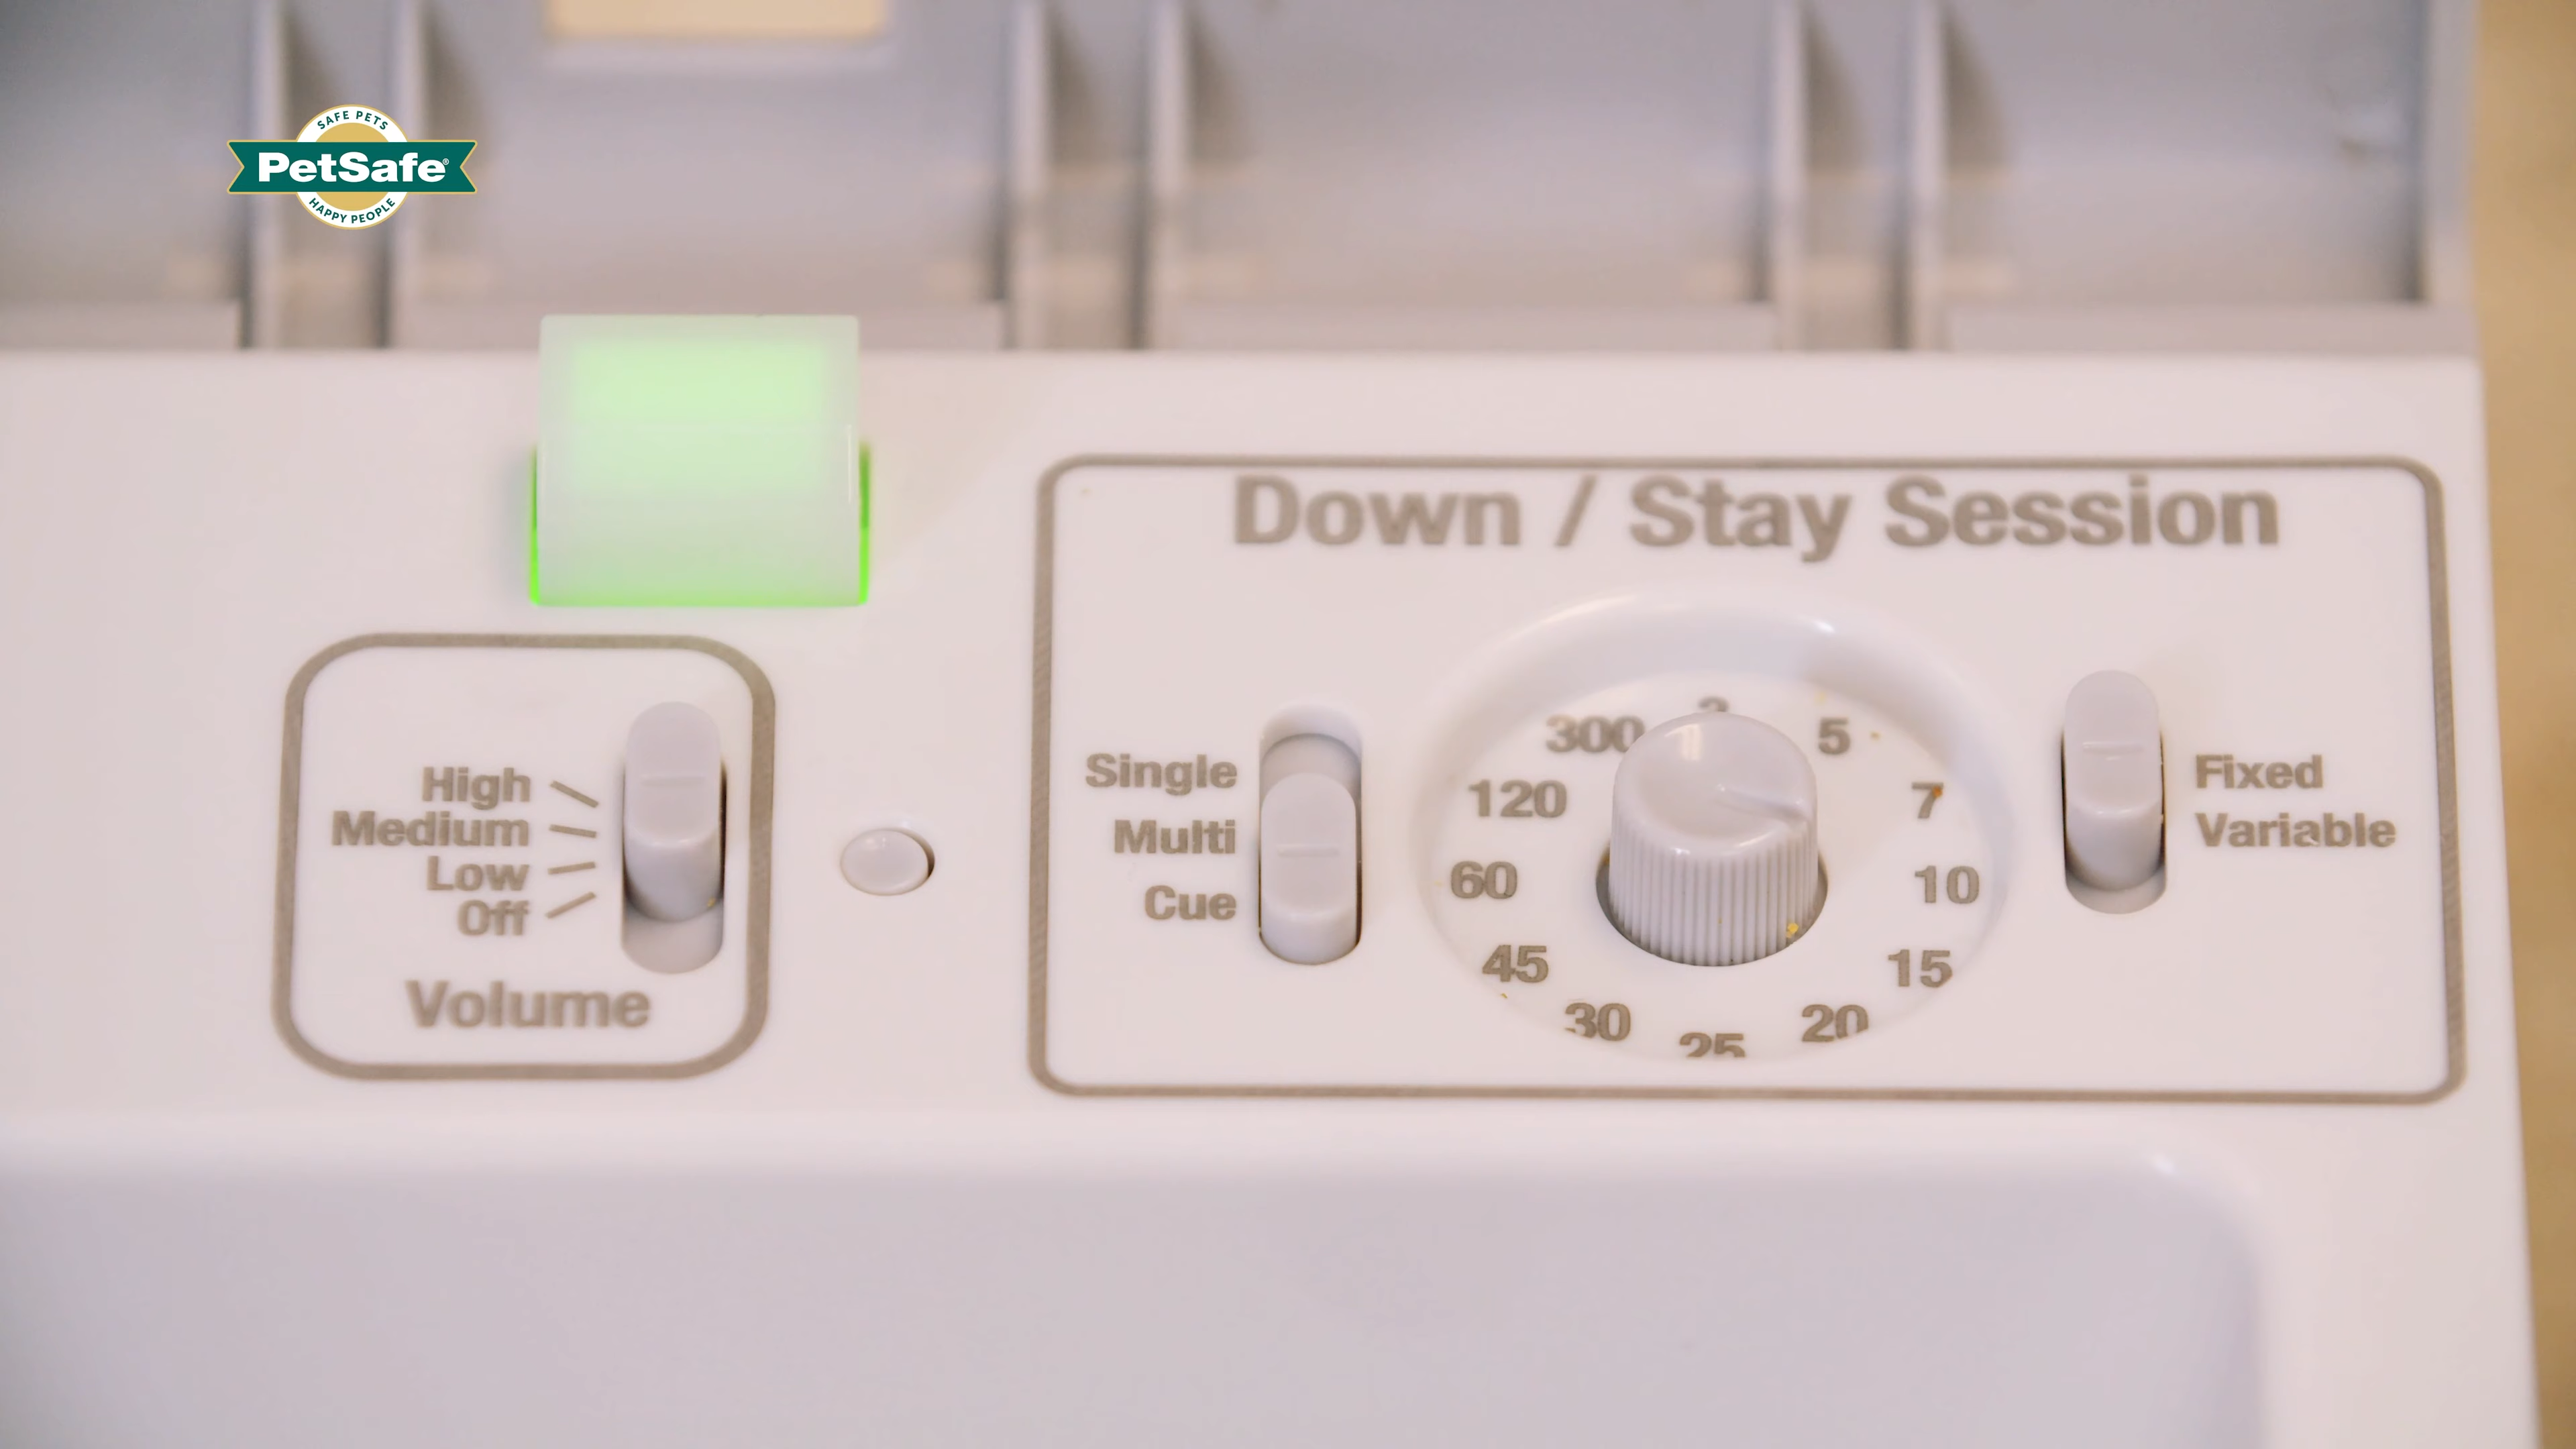 SAFE PETS
PetSafe®
HAPPY PEOPLE
Down / Stay Session
High
Medium
Low
Off
Volume
Single
Multi
Cue
300
5
120
7
60
10
45
15
30
20
25
Fixed
Variable